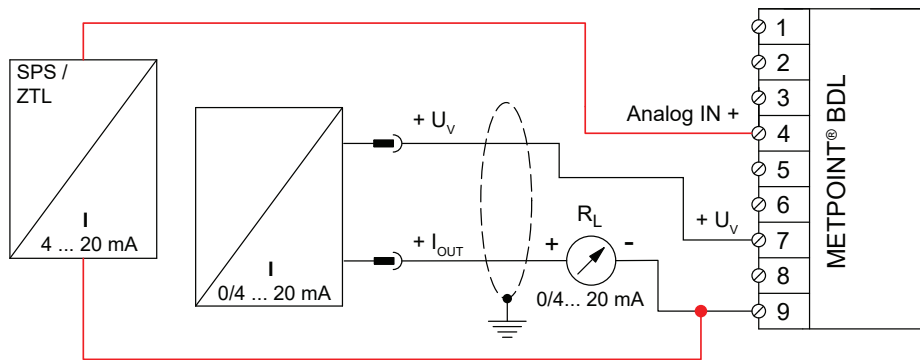 SPS /
ZTL
I
4 ... 20 mA
I
0/4 ... 20 mA
+ U_V
+ I_OUT
+ R_L -
0/4... 20 mA
Analog IN +
+ U_V
1
2
3
4
5
6
7
8
9
METPOINT® BDL